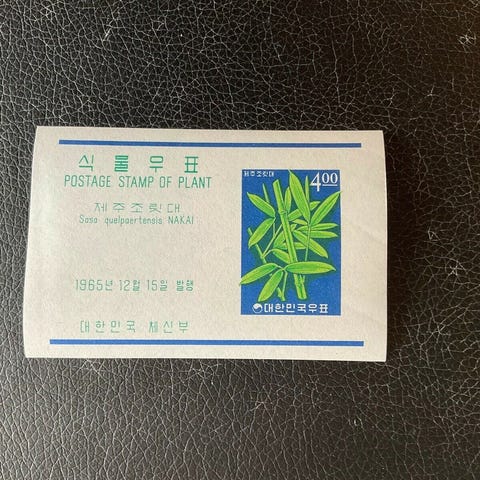 식물우표
POSTAGE STAMP OF PLANT
제주조릿대
Sasa quelpaertensis NAKAI
1965년 12월 15일 발행
대한민국 체신부
제주조릿대
4.00
대한민국우표